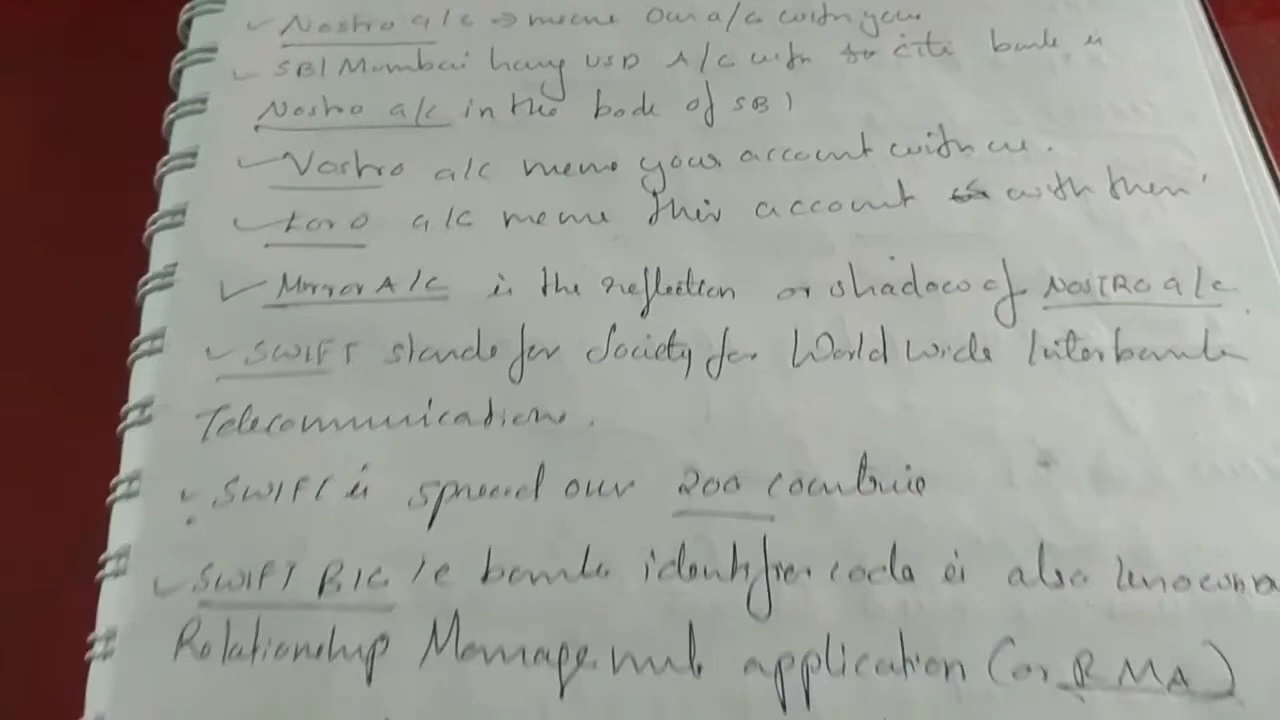 ✓ Nostro a/c → means our a/c with you
✓ SBI Mumbai having USD A/c with citi bank is
Nostro a/c in the book of SBI
✓ Vostro a/c means your account with us.
✓ Loro a/c means their account with them
✓ Mirror A/C is the reflection or shadow of NOSTRO a/c.
✓ SWIFT stands for Society for World Wide Interbank
Telecommunications.
✓ SWIFT is spread over 200 countries
✓ SWIFT BIC ie bank identifier code is also known
Relationship Management application (or RMA)